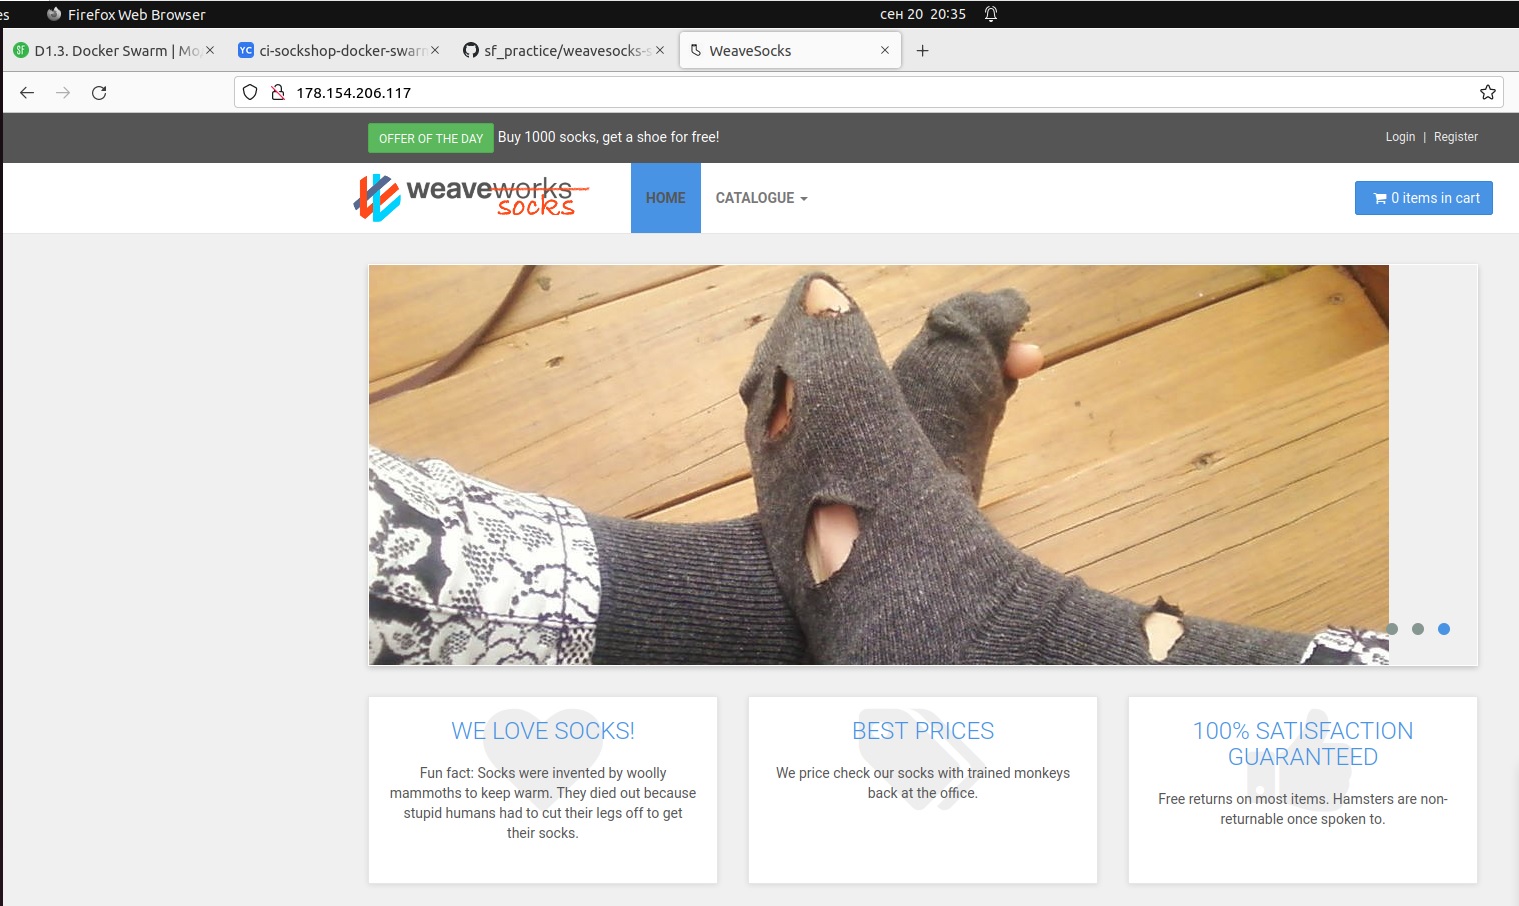 es Firefox Web Browser сен 20 20:35
SF D1.3. Docker Swarm | Мо YC ci-sockshop-docker-swarm sf_practice/weavesocks-s WeaveSocks
178.154.206.117
OFFER OF THE DAY Buy 1000 socks, get a shoe for free! Login | Register
weaveworks
socks
HOME CATALOGUE 0 items in cart
WE LOVE SOCKS!
Fun fact: Socks were invented by woolly
mammoths to keep warm. They died out because
stupid humans had to cut their legs off to get
their socks.
BEST PRICES
We price check our socks with trained monkeys
back at the office.
100% SATISFACTION
GUARANTEED
Free returns on most items. Hamsters are non-
returnable once spoken to.